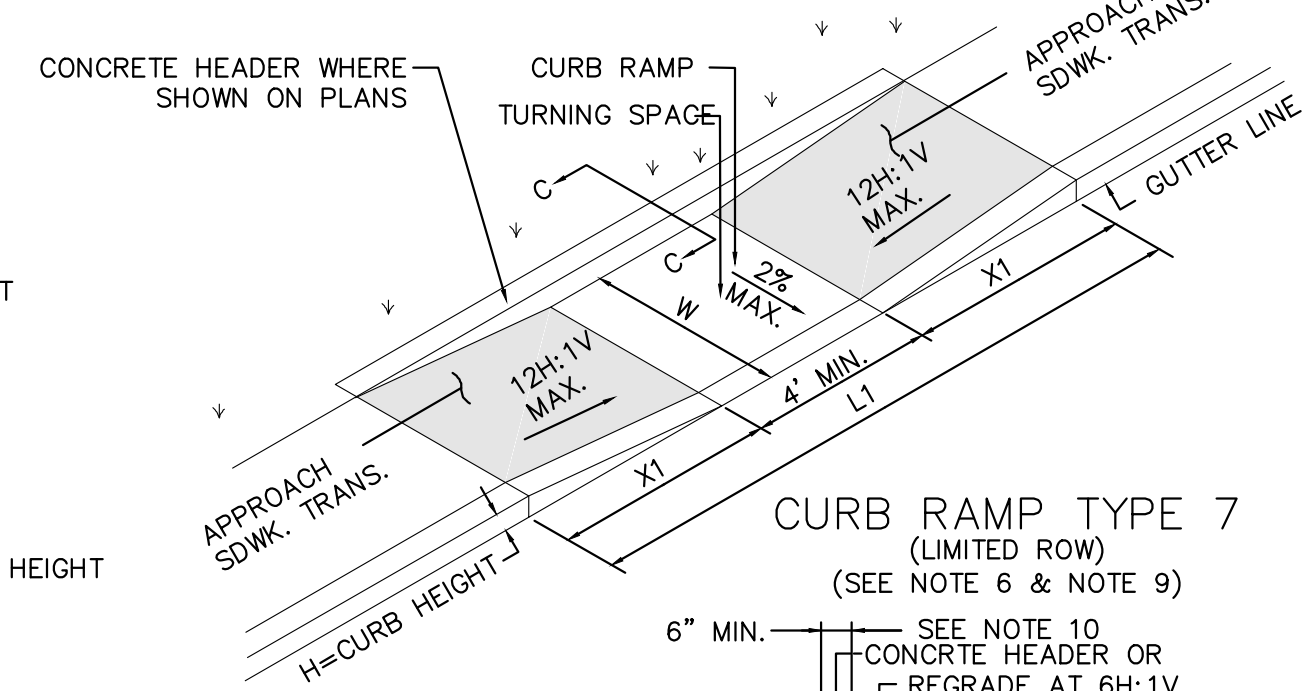 APPROACH
SDWK. TRANS.
CONCRETE HEADER WHERE
SHOWN ON PLANS
CURB RAMP
TURNING SPACE
GUTTER LINE
12H:1V
MAX.
C
C
2%
MAX.
X1
T
W
12H:1V
MAX.
4' MIN.
L1
X1
APPROACH
SDWK. TRANS.
HEIGHT
H=CURB HEIGHT
CURB RAMP TYPE 7
(LIMITED ROW)
(SEE NOTE 6 & NOTE 9)
6" MIN.
SEE NOTE 10
CONCRTE HEADER OR
REGRADE AT 6H:1V